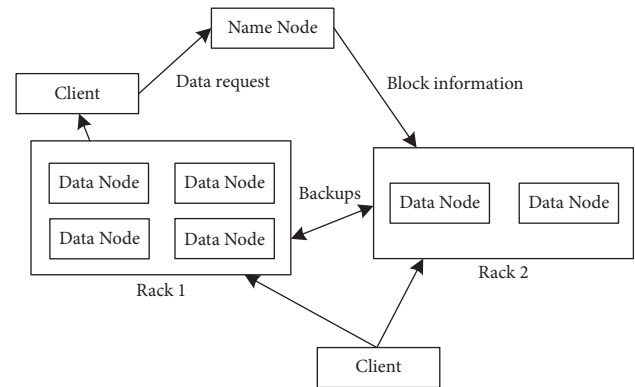 Name Node
Data request
Block information
Client
Data Node
Data Node
Data Node
Data Node
Backups
Data Node
Data Node
Rack 1
Rack 2
Client